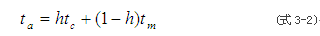 t_a = ht_c + (1-h)t_m (式 3-2)